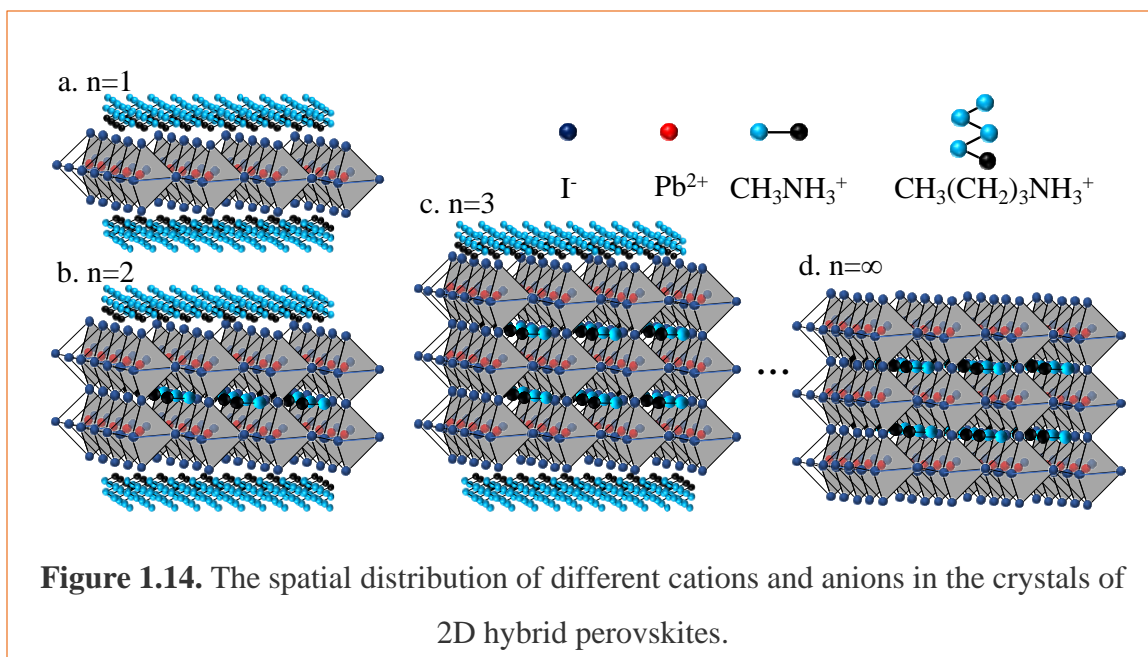 a. n=1
I⁻
Pb²⁺
CH₃NH₃⁺
CH₃(CH₂)₃NH₃⁺
b. n=2
c. n=3
d. n=∞
...
Figure 1.14. The spatial distribution of different cations and anions in the crystals of
2D hybrid perovskites.